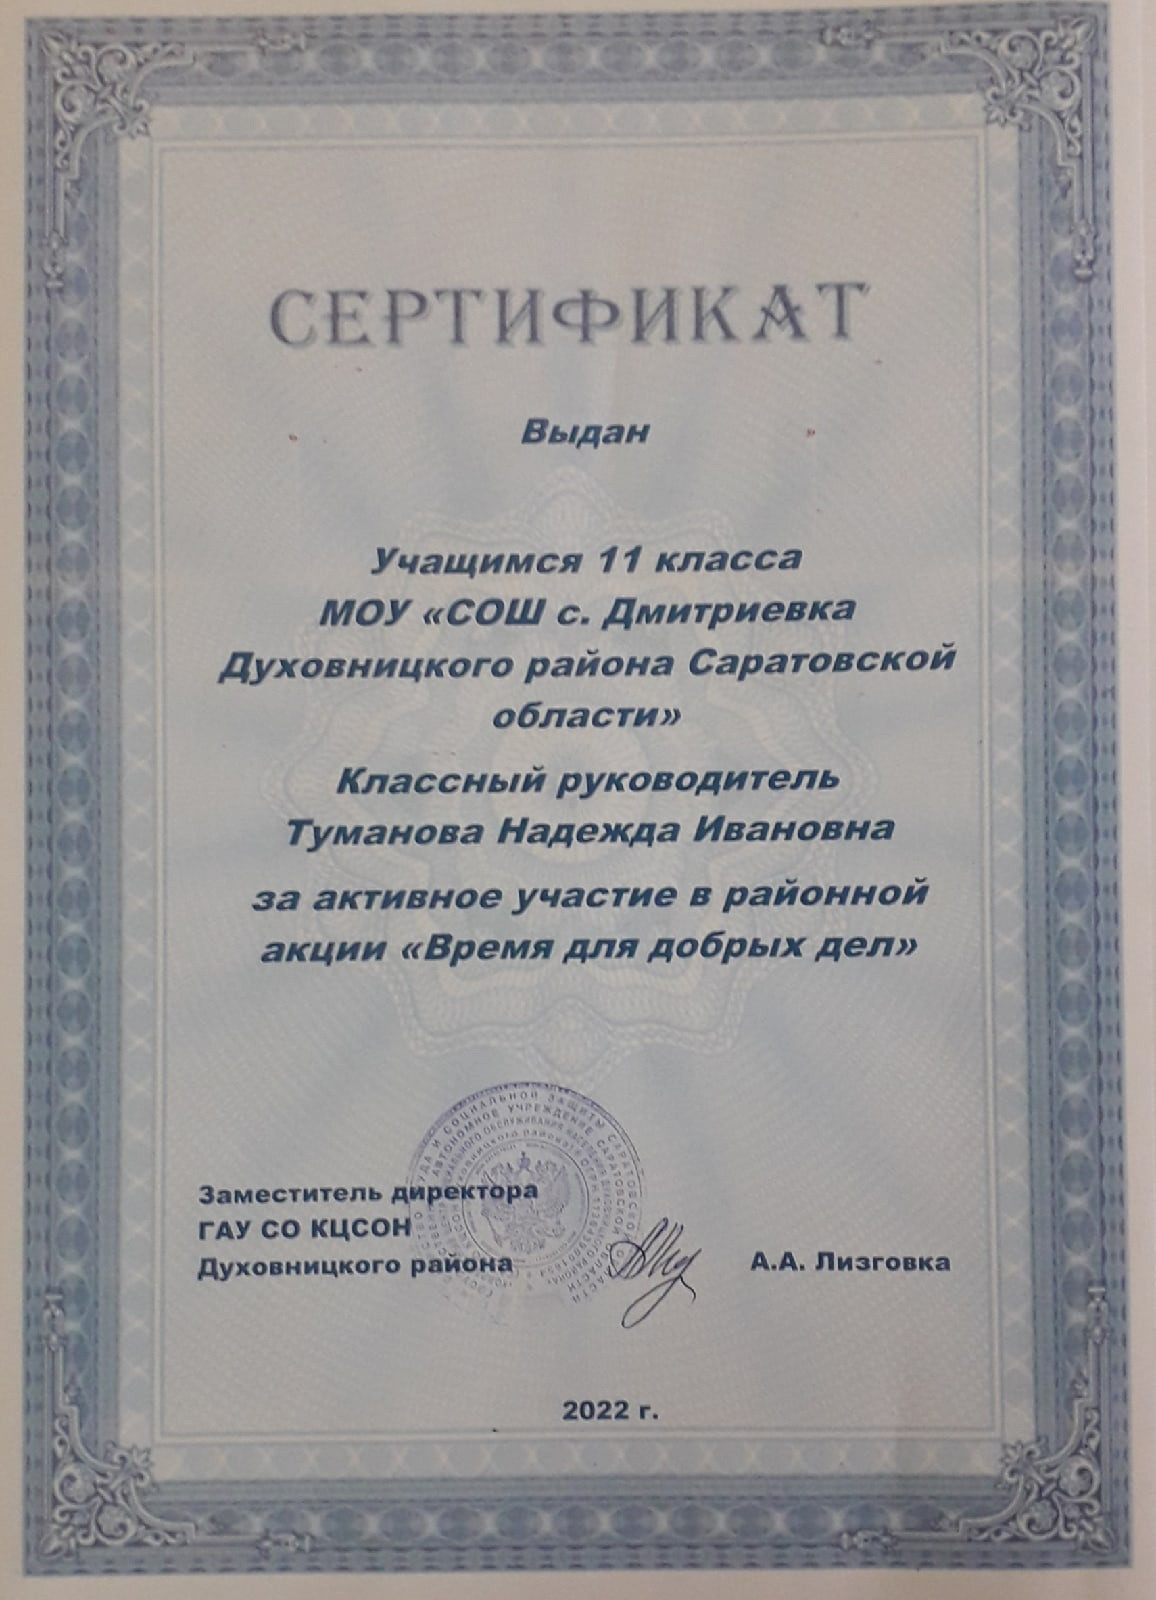 СЕРТИФИКАТ
Выдан
Учащимся 11 класса
МОУ «СОШ с. Дмитриевка
Духовницкого района Саратовской
области»
Классный руководитель
Туманова Надежда Ивановна
за активное участие в районной
акции «Время для добрых дел»
Заместитель директора
ГАУ СО КЦСОН
Духовницкого района
А.А. Лизговка
2022 г.